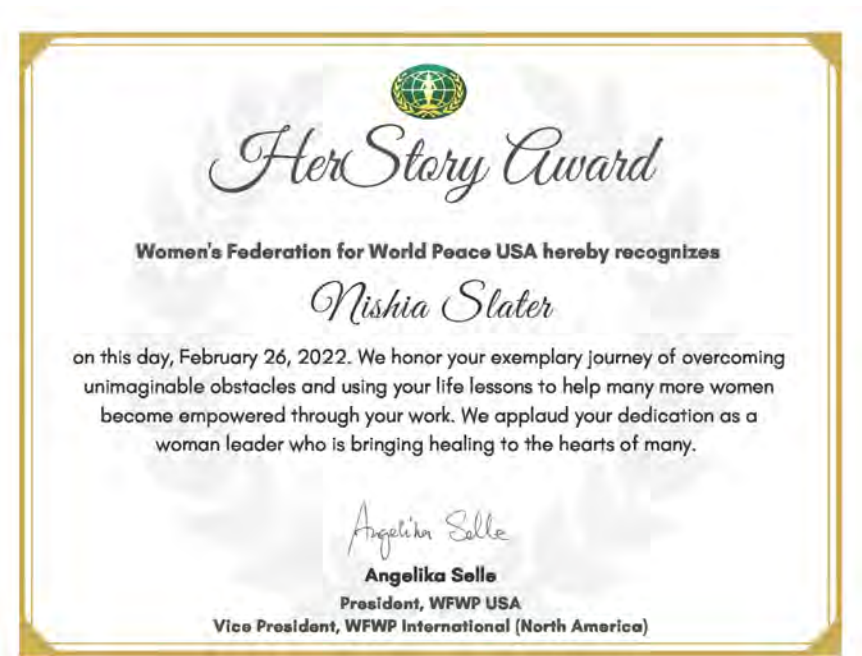 HerStory Award
Women's Federation for World Peace USA hereby recognizes
Nishia Slater
on this day, February 26, 2022. We honor your exemplary journey of overcoming
unimaginable obstacles and using your life lessons to help many more women
become empowered through your work. We applaud your dedication as a
woman leader who is bringing healing to the hearts of many.
Angelika Selle
Angelika Selle
President, WFWP USA
Vice President, WFWP International (North America)